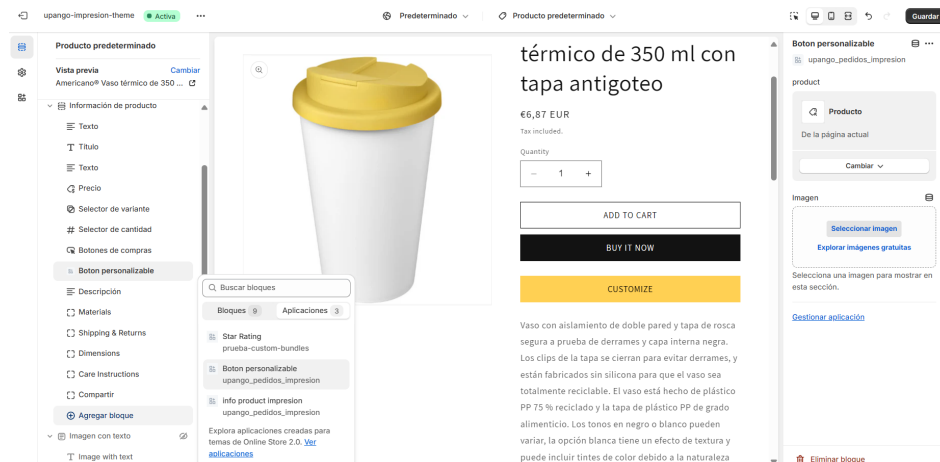 upango-impresion-theme
Activa
Predeterminado
Producto predeterminado
Guardar
Producto predeterminado
Vista previa
Cambiar
Americano® Vaso térmico de 350 ...
Información de producto
Texto
Título
Texto
Precio
Selector de variante
Selector de cantidad
Botones de compras
Boton personalizable
Descripción
Materials
Shipping & Returns
Dimensions
Care Instructions
Compartir
Agregar bloque
Imagen con texto
Image with text
Buscar bloques
Bloques 9
Aplicaciones 3
Star Rating
prueba-custom-bundles
Boton personalizable
upango_pedidos_impresion
info product impresion
upango_pedidos_impresion
Explora aplicaciones creadas para
temas de Online Store 2.0. Ver
aplicaciones
térmico de 350 ml con
tapa antigoteo
€6,87 EUR
Tax included.
Quantity
− 1 +
ADD TO CART
BUY IT NOW
CUSTOMIZE
Vaso con aislamiento de doble pared y tapa de rosca
segura a prueba de derrames y capa interna negra.
Los clips de la tapa se cierran para evitar derrames, y
están fabricados sin silicona para que el vaso sea
totalmente reciclable. El vaso está hecho de plástico
PP 75 % reciclado y la tapa de plástico PP de grado
alimenticio. Los tonos en negro o blanco pueden
variar, la opción blanca tiene un efecto de textura y
puede incluir tintes de color debido a la naturaleza
Boton personalizable
upango_pedidos_impresion
product
Producto
De la página actual
Cambiar
Imagen
Seleccionar imagen
Explorar imágenes gratuitas
Selecciona una imagen para mostrar en
esta sección.
Gestionar aplicación
Eliminar bloque